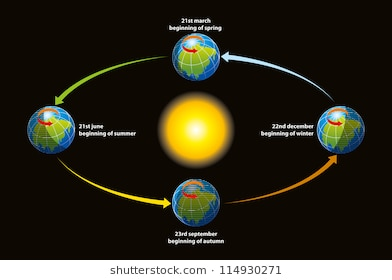 21st march
beginning of spring
21st june
beginning of summer
22nd december
beginning of winter
23rd september
beginning of autumn
shutterstock.com · 114930271